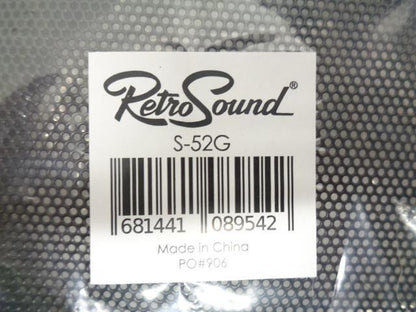 RetroSound®
S-52G
681441 089542
Made in China
PO#906